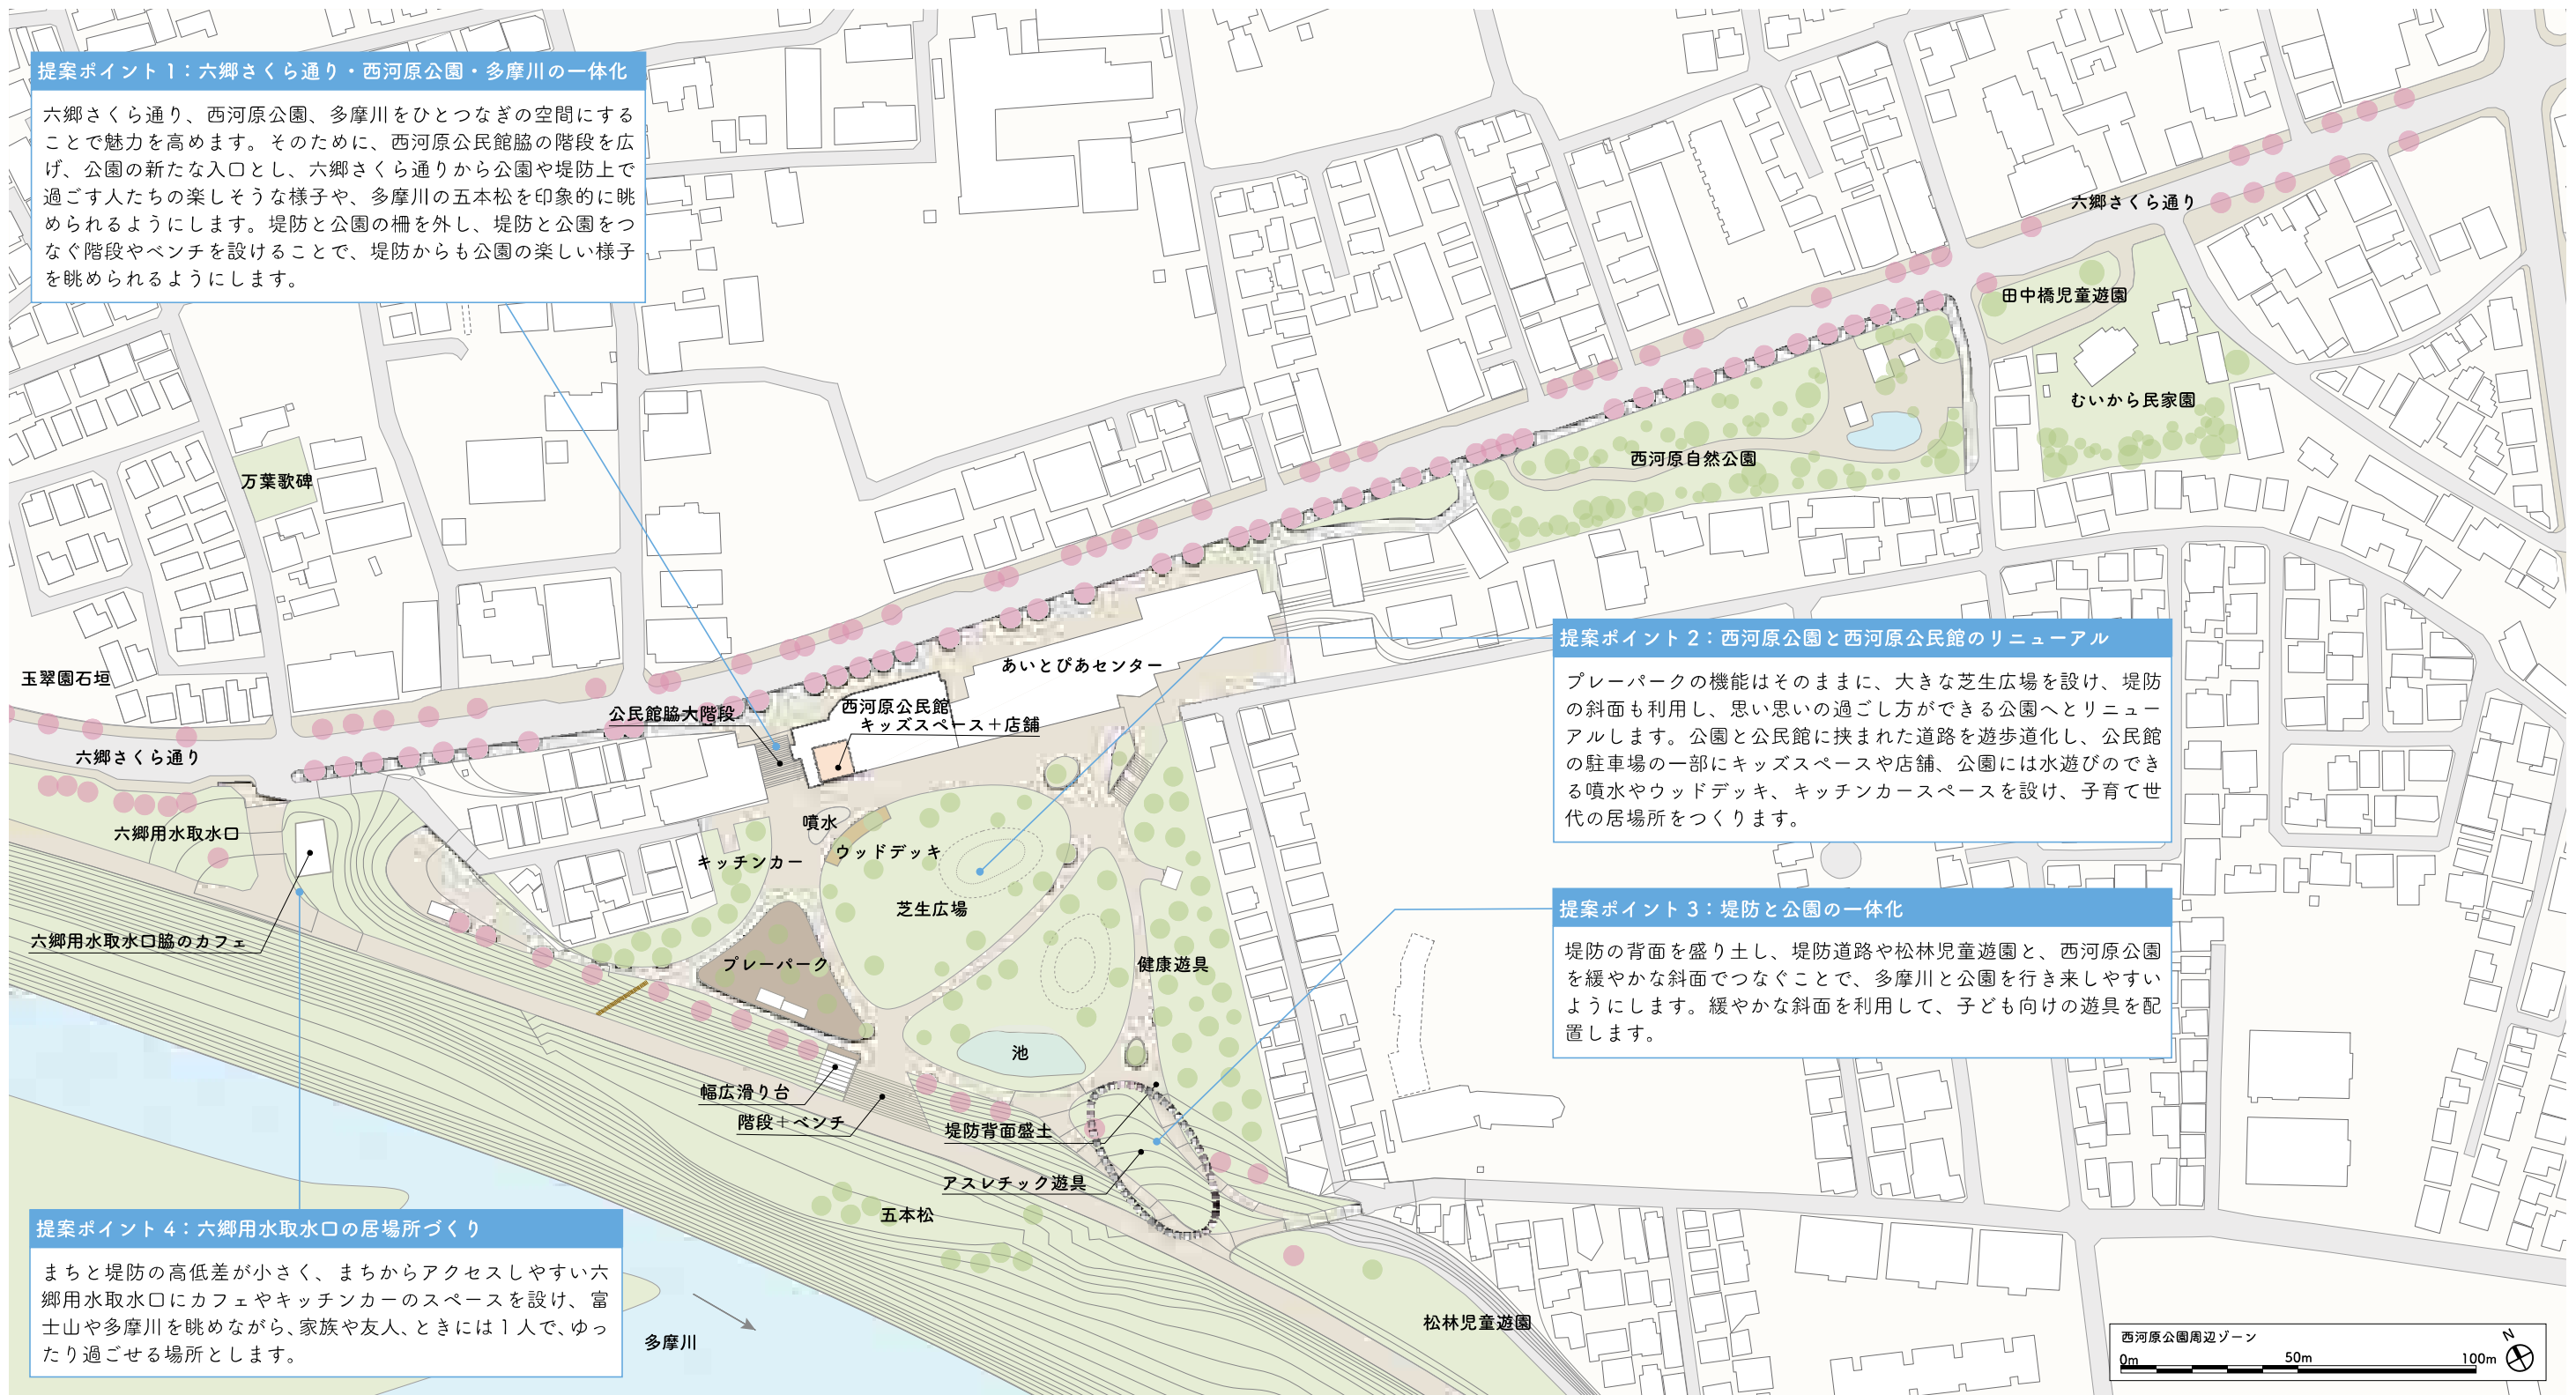 提案ポイント1：六郷さくら通り・西河原公園・多摩川の一体化
六郷さくら通り、西河原公園、多摩川をひとつなぎの空間にする
ことで魅力を高めます。そのために、西河原公民館脇の階段を広
げ、公園の新たな入口とし、六郷さくら通りから公園や堤防上で
過ごす人たちの楽しそうな様子や、多摩川の五本松を印象的に眺
められるようにします。堤防と公園の柵を外し、堤防と公園をつ
なぐ階段やベンチを設けることで、堤防からも公園の楽しい様子
を眺められるようにします。
六郷さくら通り
田中橋児童遊園
むいから民家園
西河原自然公園
万葉歌碑
玉翠園石垣
六郷さくら通り
あいとぴあセンター
公民館脇大階段
西河原公民館
キッズスペース＋店舗
提案ポイント2：西河原公園と西河原公民館のリニューアル
プレーパークの機能はそのままに、大きな芝生広場を設け、堤防
の斜面も利用し、思い思いの過ごし方ができる公園へとリニュー
アルします。公園と公民館に挟まれた道路を遊歩道化し、公民館
の駐車場の一部にキッズスペースや店舗、公園には水遊びのでき
る噴水やウッドデッキ、キッチンカースペースを設け、子育て世
代の居場所をつくります。
六郷用水取水口
噴水
キッチンカー
ウッドデッキ
芝生広場
六郷用水取水口脇のカフェ
プレーパーク
健康遊具
提案ポイント3：堤防と公園の一体化
堤防の背面を盛り土し、堤防道路や松林児童遊園と、西河原公園
を緩やかな斜面でつなぐことで、多摩川と公園を行き来しやすい
ようにします。緩やかな斜面を利用して、子ども向けの遊具を配
置します。
池
幅広滑り台
階段＋ベンチ
堤防背面盛土
アスレチック遊具
五本松
提案ポイント4：六郷用水取水口の居場所づくり
まちと堤防の高低差が小さく、まちからアクセスしやすい六
郷用水取水口にカフェやキッチンカーのスペースを設け、富
士山や多摩川を眺めながら、家族や友人、ときには1人で、ゆっ
たり過ごせる場所とします。
多摩川
松林児童遊園
西河原公園周辺ゾーン
N
0m 50m 100m